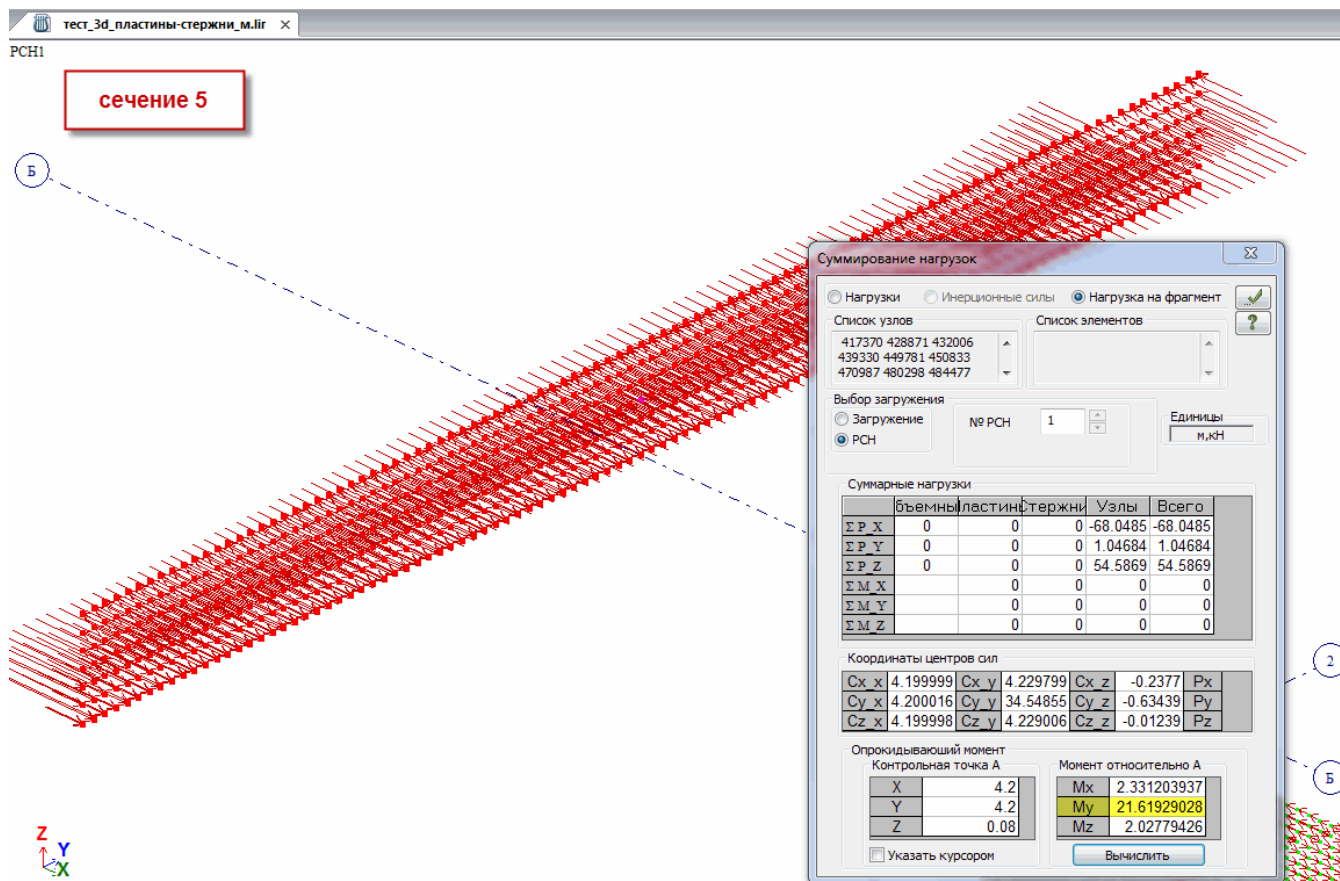 тест_3d_пластины-стержни_м.lir
РСН1
сечение 5
Б
Суммирование нагрузок
Нагрузки Инерционные силы Нагрузка на фрагмент
Список узлов Список элементов
417370 428871 432006
439330 449781 450833
470987 480298 484477
Выбор загружения
Загружение № РСН 1 Единицы
РСН м,кН
Суммарные нагрузки
бъемны ластин Стержни Узлы Всего
Σ P_X 0 0 0 -68.0485 -68.0485
Σ P_Y 0 0 0 1.04684 1.04684
Σ P_Z 0 0 0 54.5869 54.5869
Σ M_X 0 0 0 0
Σ M_Y 0 0 0 0
Σ M_Z 0 0 0 0
Координаты центров сил
Cx_x 4.199999 Cx_y 4.229799 Cx_z -0.2377 Px
Cy_x 4.200016 Cy_y 34.54855 Cy_z -0.63439 Py
Cz_x 4.199998 Cz_y 4.229006 Cz_z -0.01239 Pz
2
Опрокидывающий момент
Контрольная точка А Момент относительно А
X 4.2 Mx 2.331203937
Y 4.2 My 21.61929028
Z 0.08 Mz 2.02779426
Б
Указать курсором Вычислить
Z
Y
X